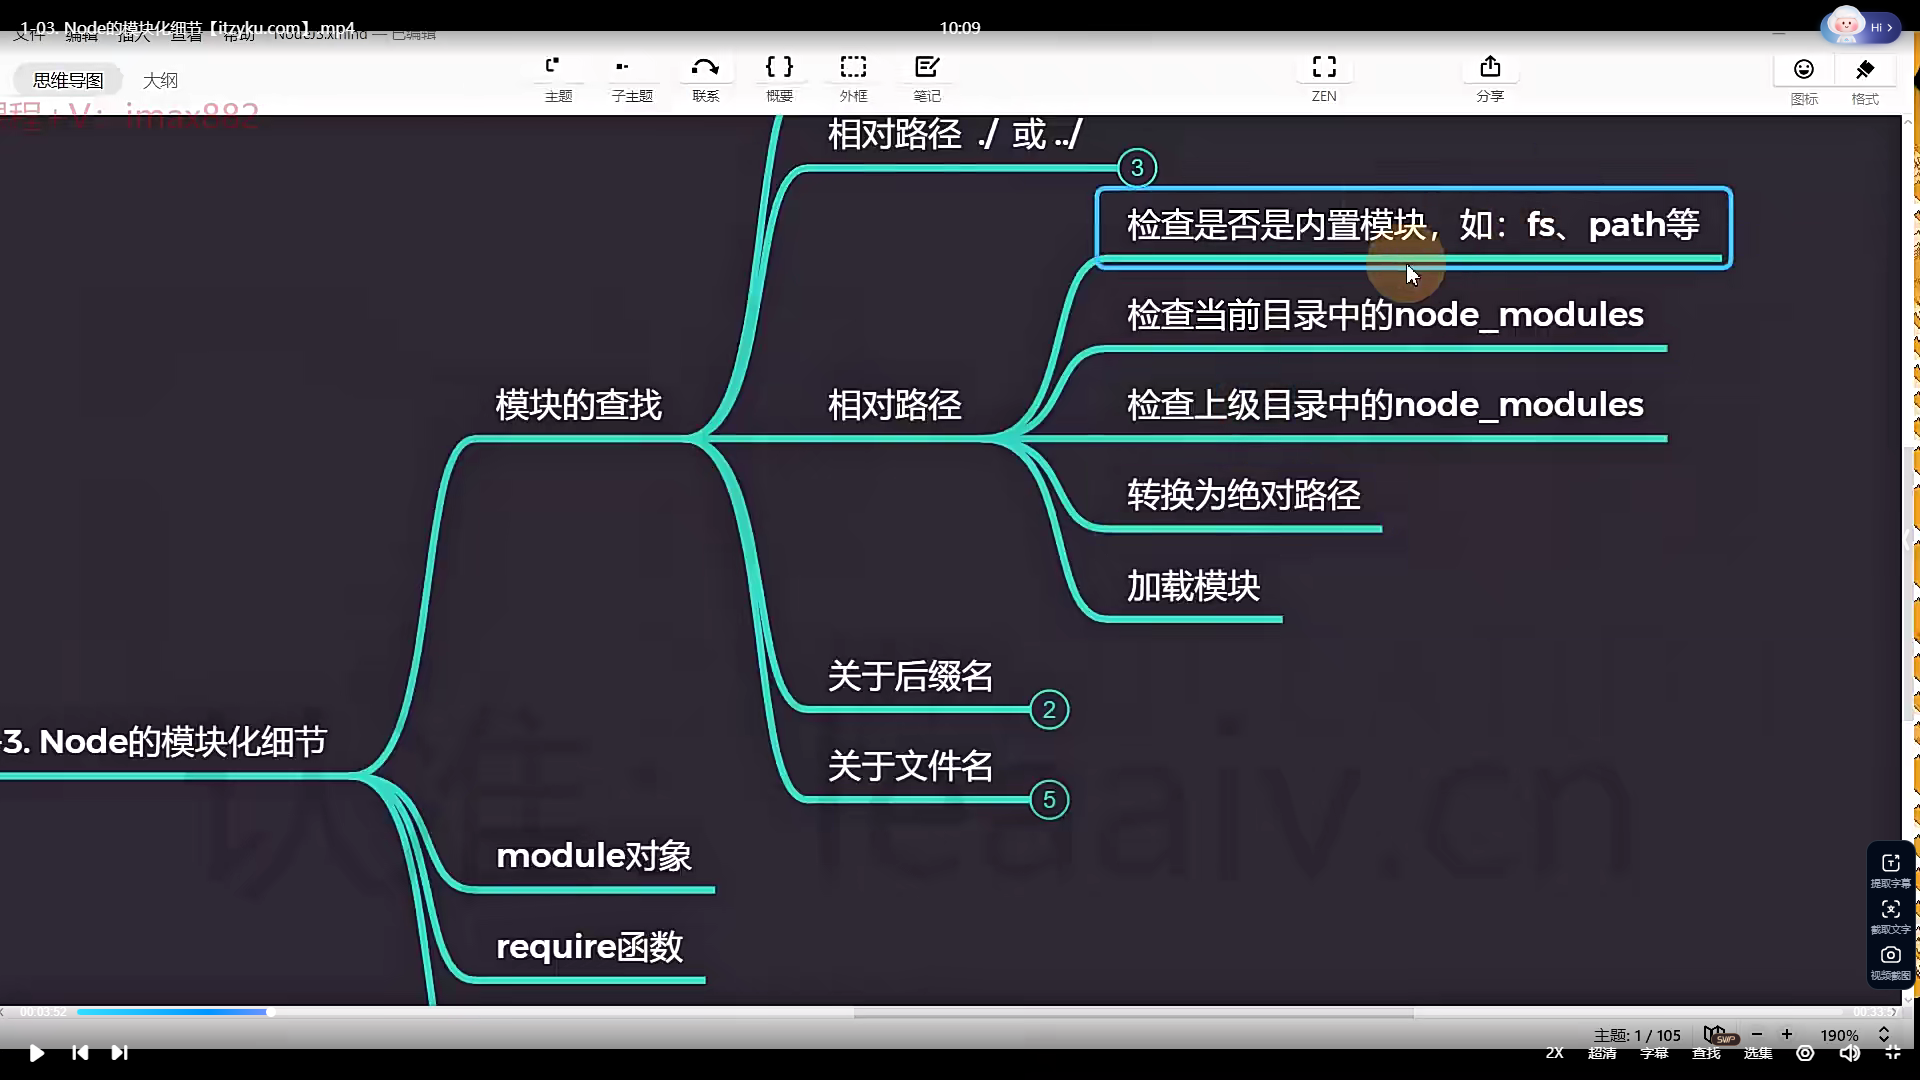 1-03. Node的模块化细节【itzyku.com】.mp4
10:09
Hi >
文件 编辑 插入 查看 帮助 NodeJS.xmind — 已编辑
思维导图 大纲
主题 子主题 联系 概要 外框 笔记 ZEN 分享 图标 格式
程+V: imax882
相对路径 ./ 或 ../
3
检查是否是内置模块，如：fs、path等
检查当前目录中的node_modules
模块的查找
相对路径
检查上级目录中的node_modules
转换为绝对路径
加载模块
关于后缀名
2
-3. Node的模块化细节
关于文件名
5
leaaiv.cn
module对象
require函数
提取字幕
截取文字
视频截图
00:03:52
主题: 1 / 105
SVIP
190%
2X 超清 字幕 查找 选集